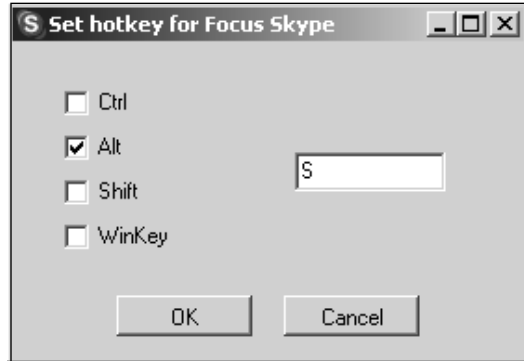 S Set hotkey for Focus Skype
Ctrl
Alt
S
Shift
WinKey
OK Cancel